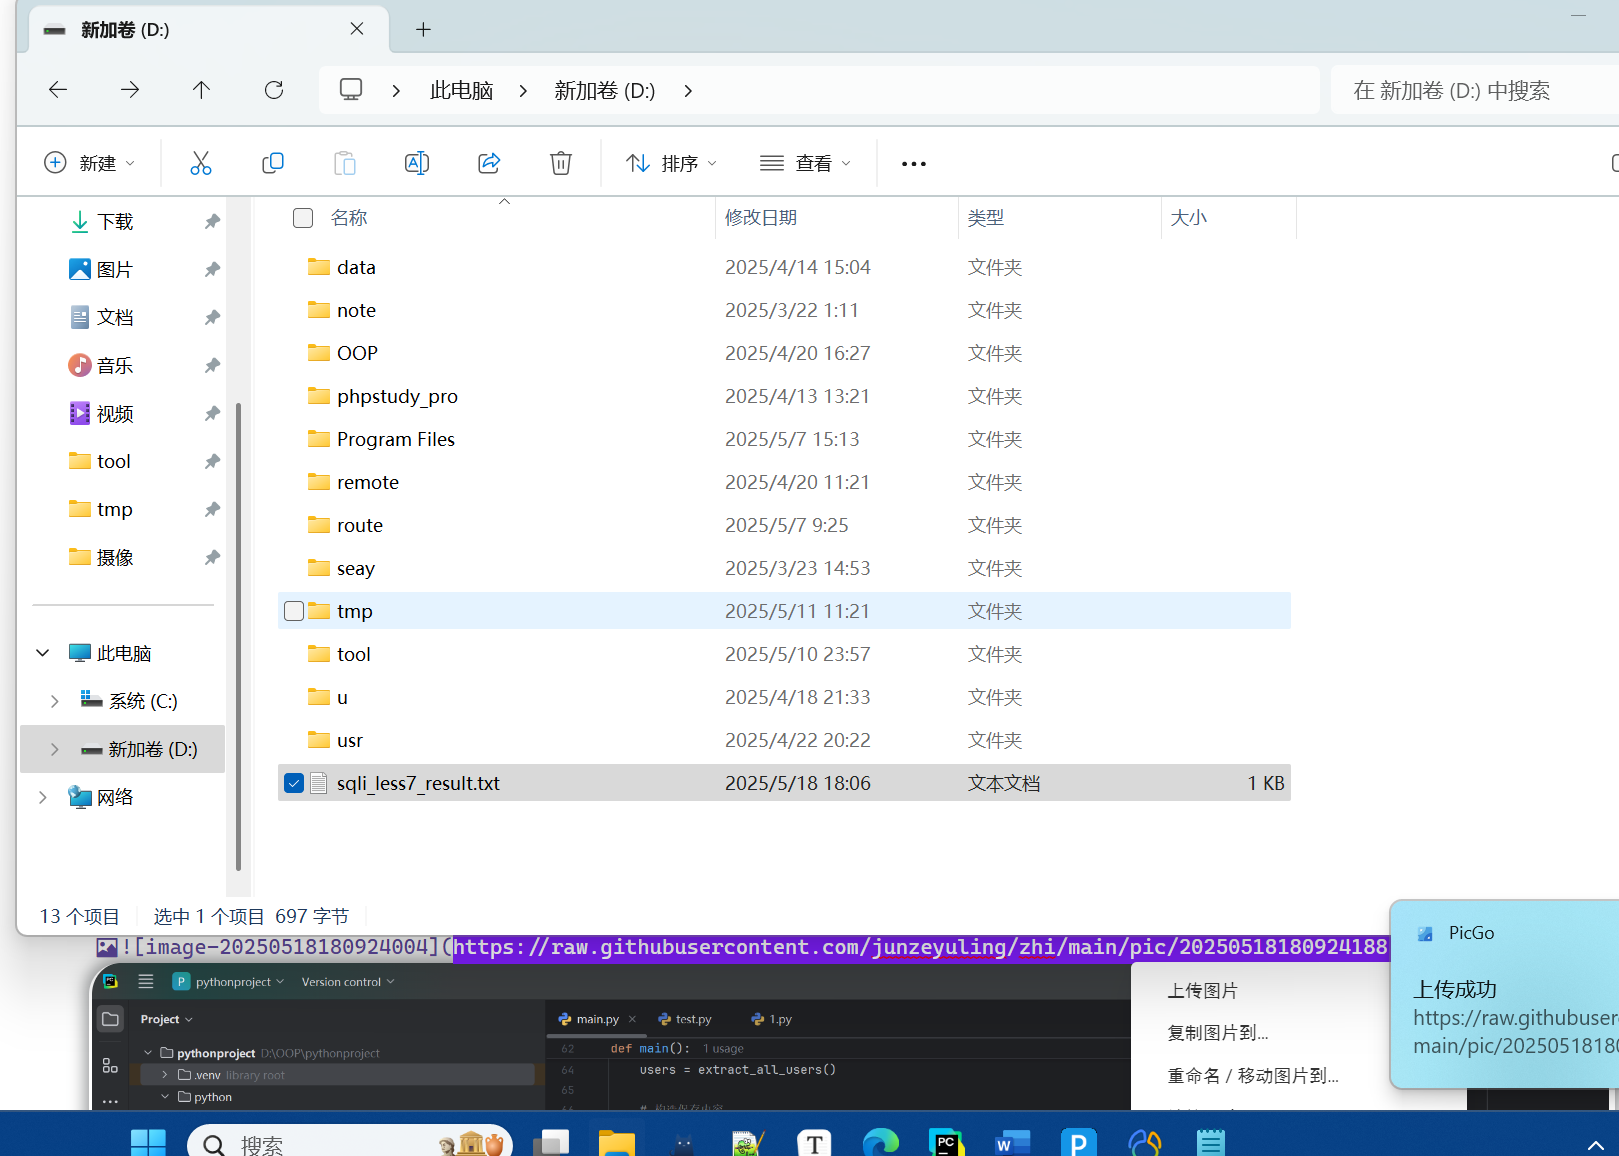 新加卷 (D:)
此电脑
新加卷 (D:)
在 新加卷 (D:) 中搜索
新建
排序
查看
下载
图片
文档
音乐
视频
tool
tmp
摄像
此电脑
系统 (C:)
新加卷 (D:)
网络
名称 修改日期 类型 大小
data 2025/4/14 15:04 文件夹
note 2025/3/22 1:11 文件夹
OOP 2025/4/20 16:27 文件夹
phpstudy_pro 2025/4/13 13:21 文件夹
Program Files 2025/5/7 15:13 文件夹
remote 2025/4/20 11:21 文件夹
route 2025/5/7 9:25 文件夹
seay 2025/3/23 14:53 文件夹
tmp 2025/5/11 11:21 文件夹
tool 2025/5/10 23:57 文件夹
u 2025/4/18 21:33 文件夹
usr 2025/4/22 20:22 文件夹
sqli_less7_result.txt 2025/5/18 18:06 文本文档 1 KB
13 个项目 选中 1 个项目 697 字节
![image-20250518180924004](https://raw.githubusercontent.com/junzeyuling/zhi/main/pic/20250518180924188
P pythonproject Version control
Project
pythonproject D:\OOP\pythonproject
.venv library root
python
main.py test.py 1.py
62 def main(): 1 usage
64 users = extract_all_users()
65
上传图片
复制图片到...
重命名 / 移动图片到...
PicGo
上传成功
https://raw.githubuser
main/pic/2025051818
搜索